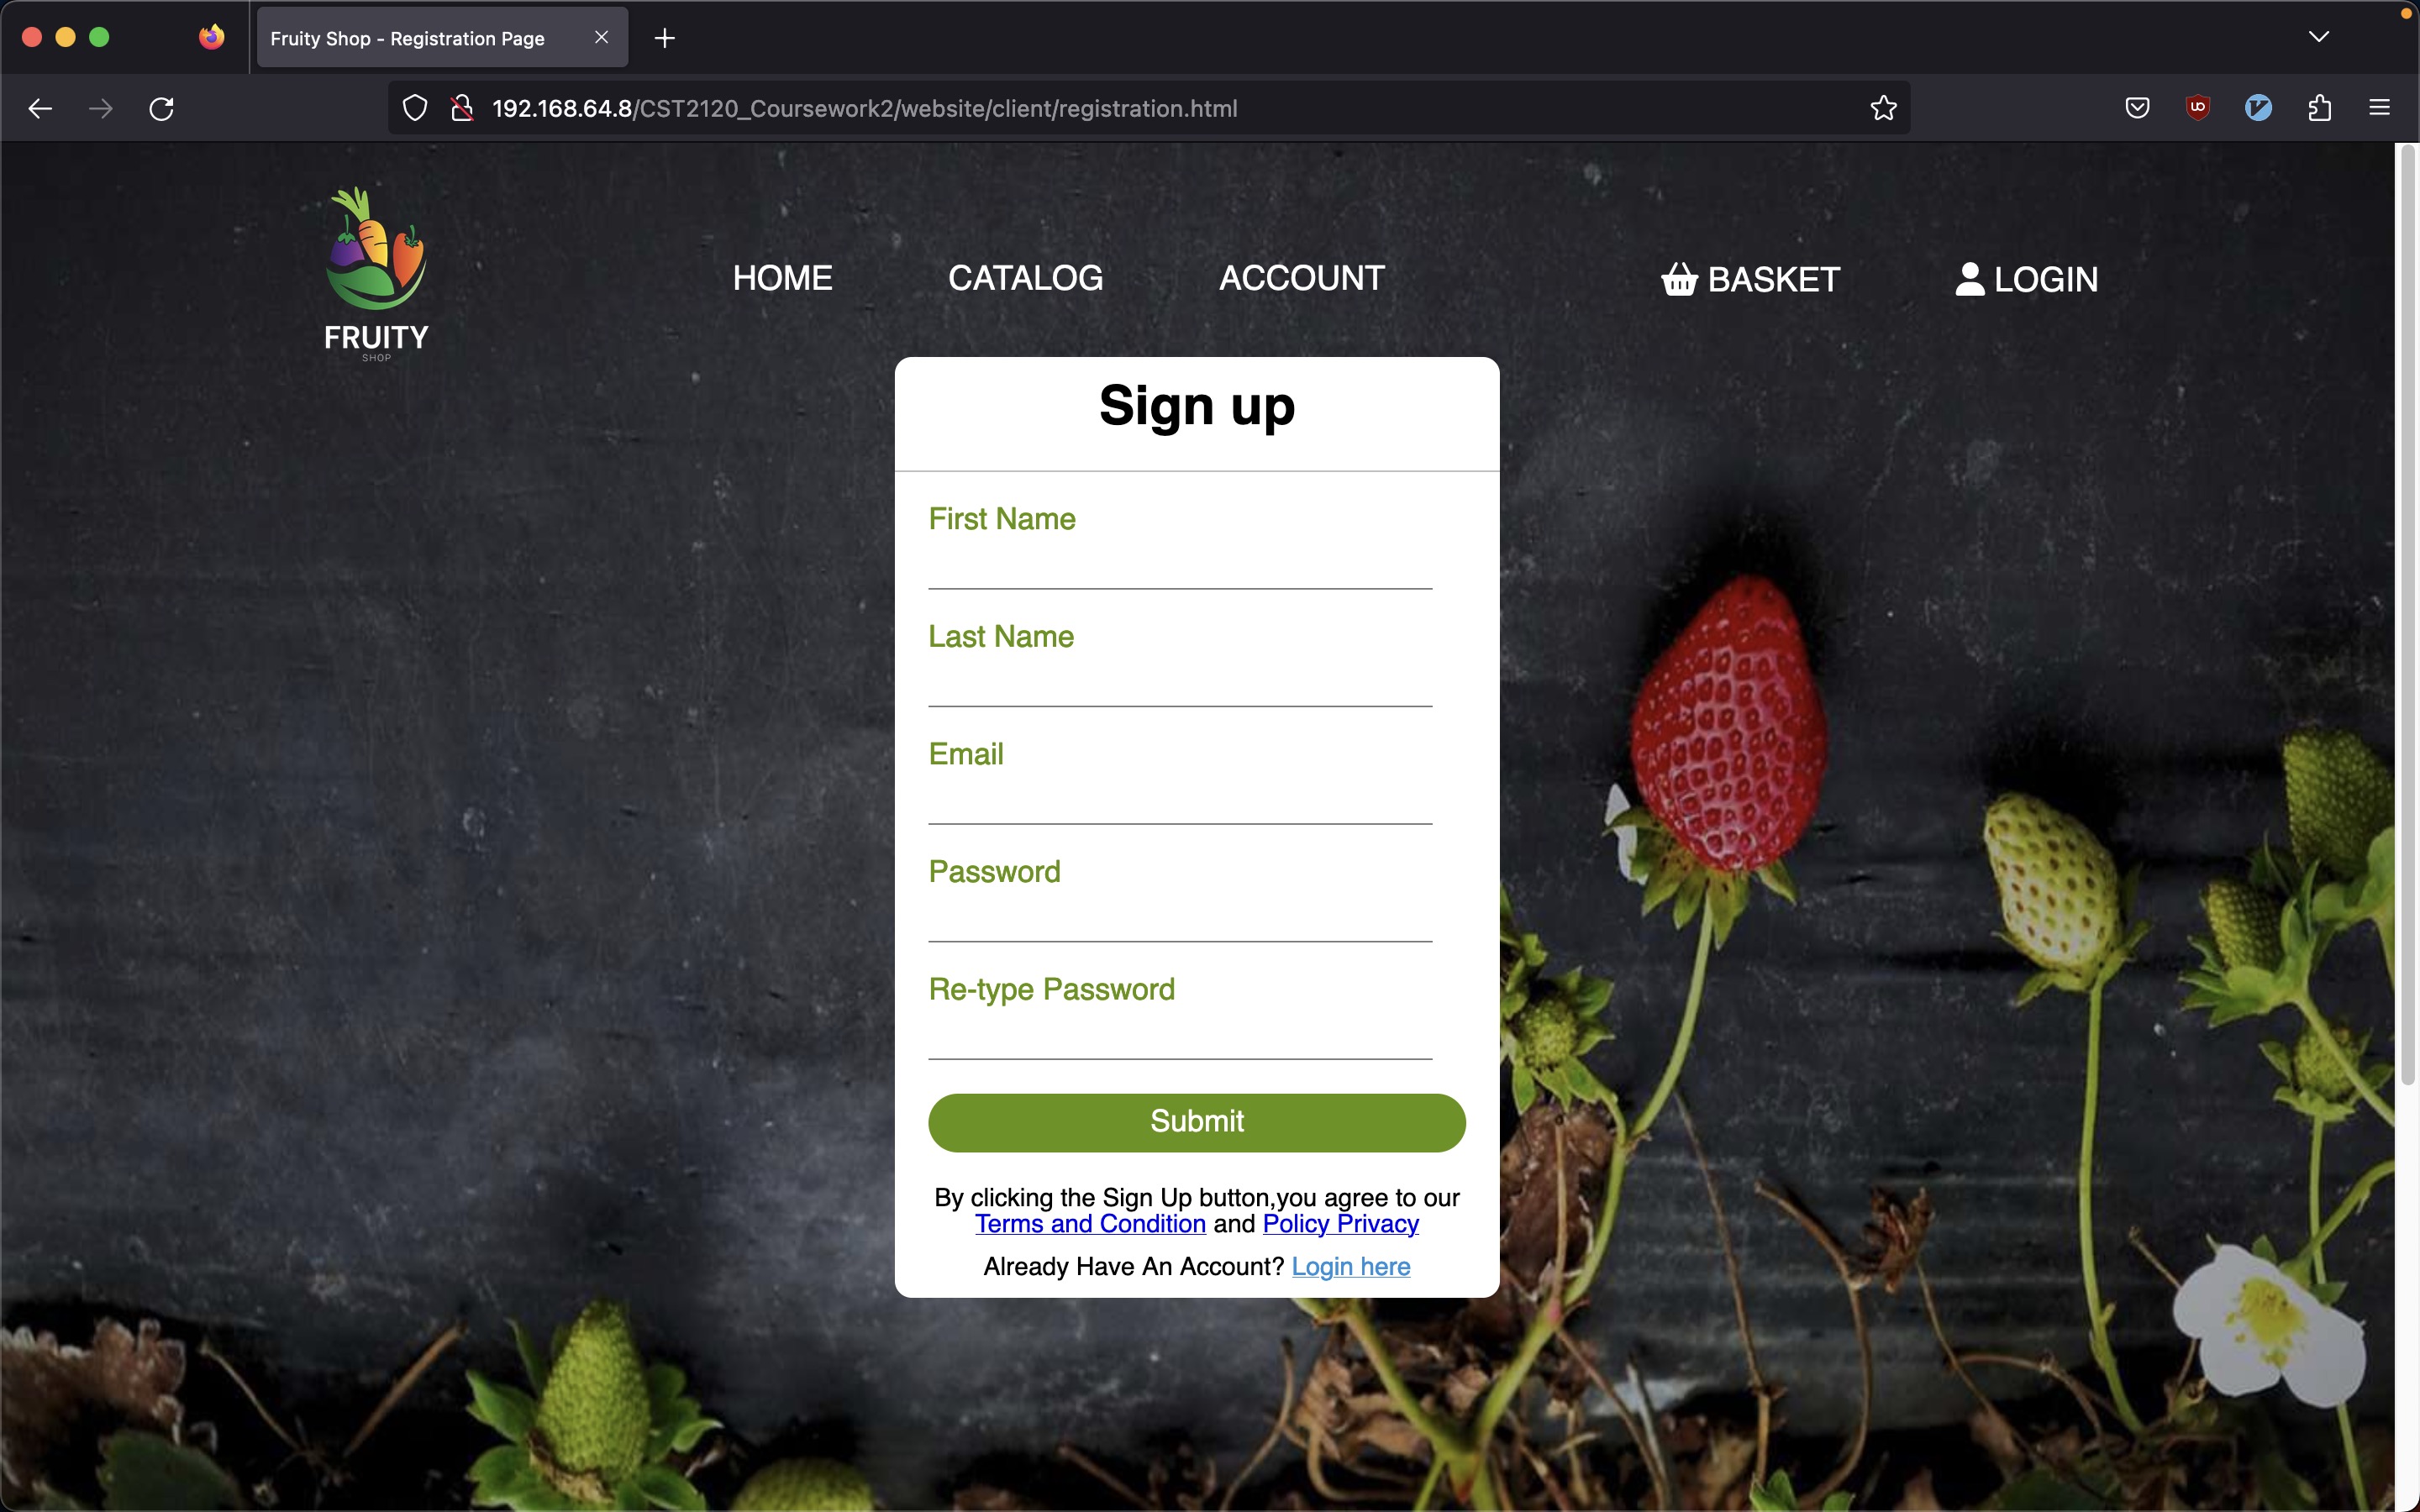 Fruity Shop - Registration Page
192.168.64.8/CST2120_Coursework2/website/client/registration.html
FRUITY
SHOP
HOME
CATALOG
ACCOUNT
BASKET
LOGIN
Sign up
First Name
Last Name
Email
Password
Re-type Password
Submit
By clicking the Sign Up button,you agree to our
Terms and Condition and Policy Privacy
Already Have An Account? Login here